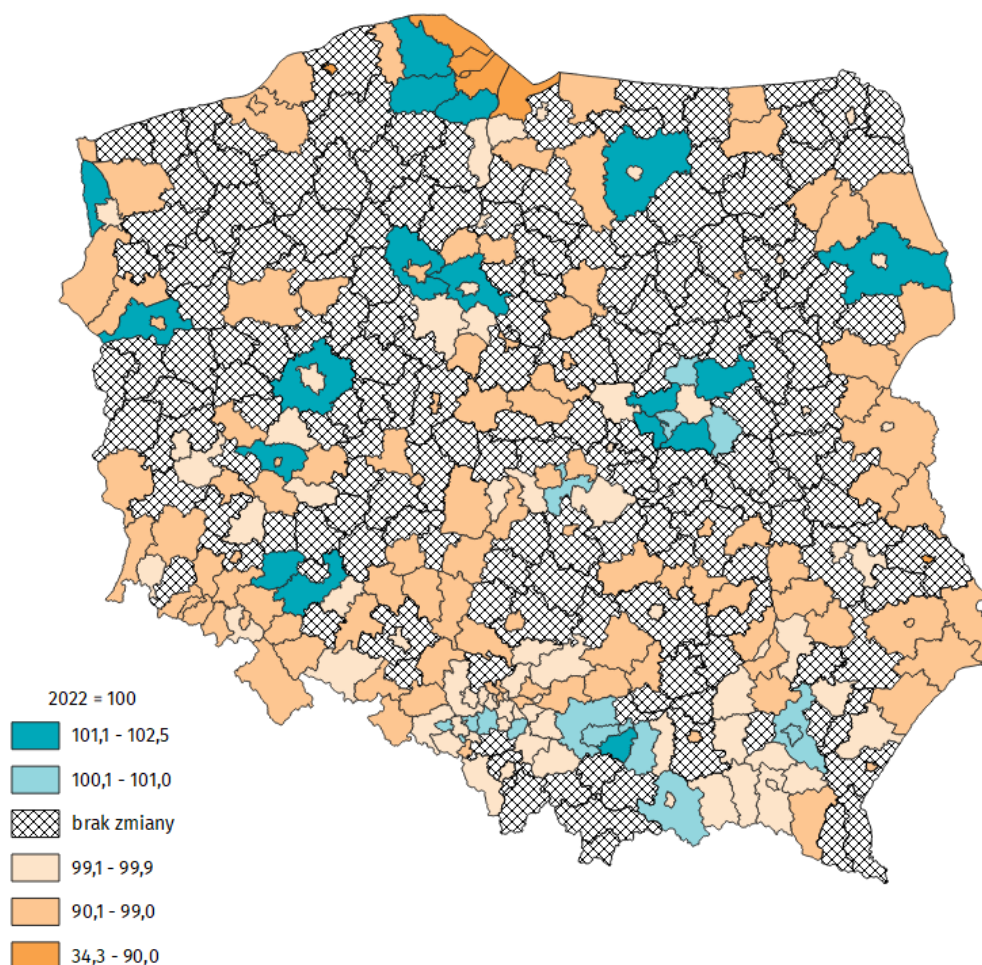 2022 = 100
101,1 - 102,5
100,1 - 101,0
brak zmiany
99,1 - 99,9
90,1 - 99,0
34,3 - 90,0